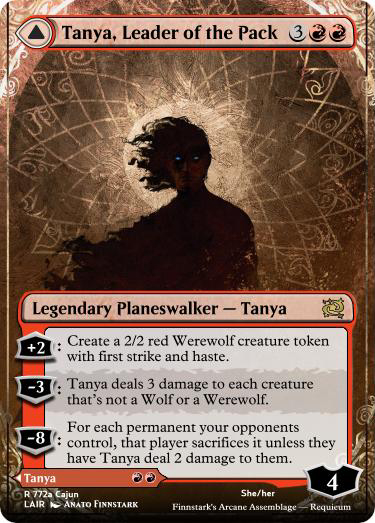 Tanya, Leader of the Pack 3
Legendary Planeswalker — Tanya
+2: Create a 2/2 red Werewolf creature token
with first strike and haste.
-3: Tanya deals 3 damage to each creature
that's not a Wolf or a Werewolf.
-8: For each permanent your opponents
control, that player sacrifices it unless they
have Tanya deal 2 damage to them.
4
Tanya
R 772a Cajun
She/her
LAIR Anato Finnstark
Finnstark's Arcane Assemblage — Requieum